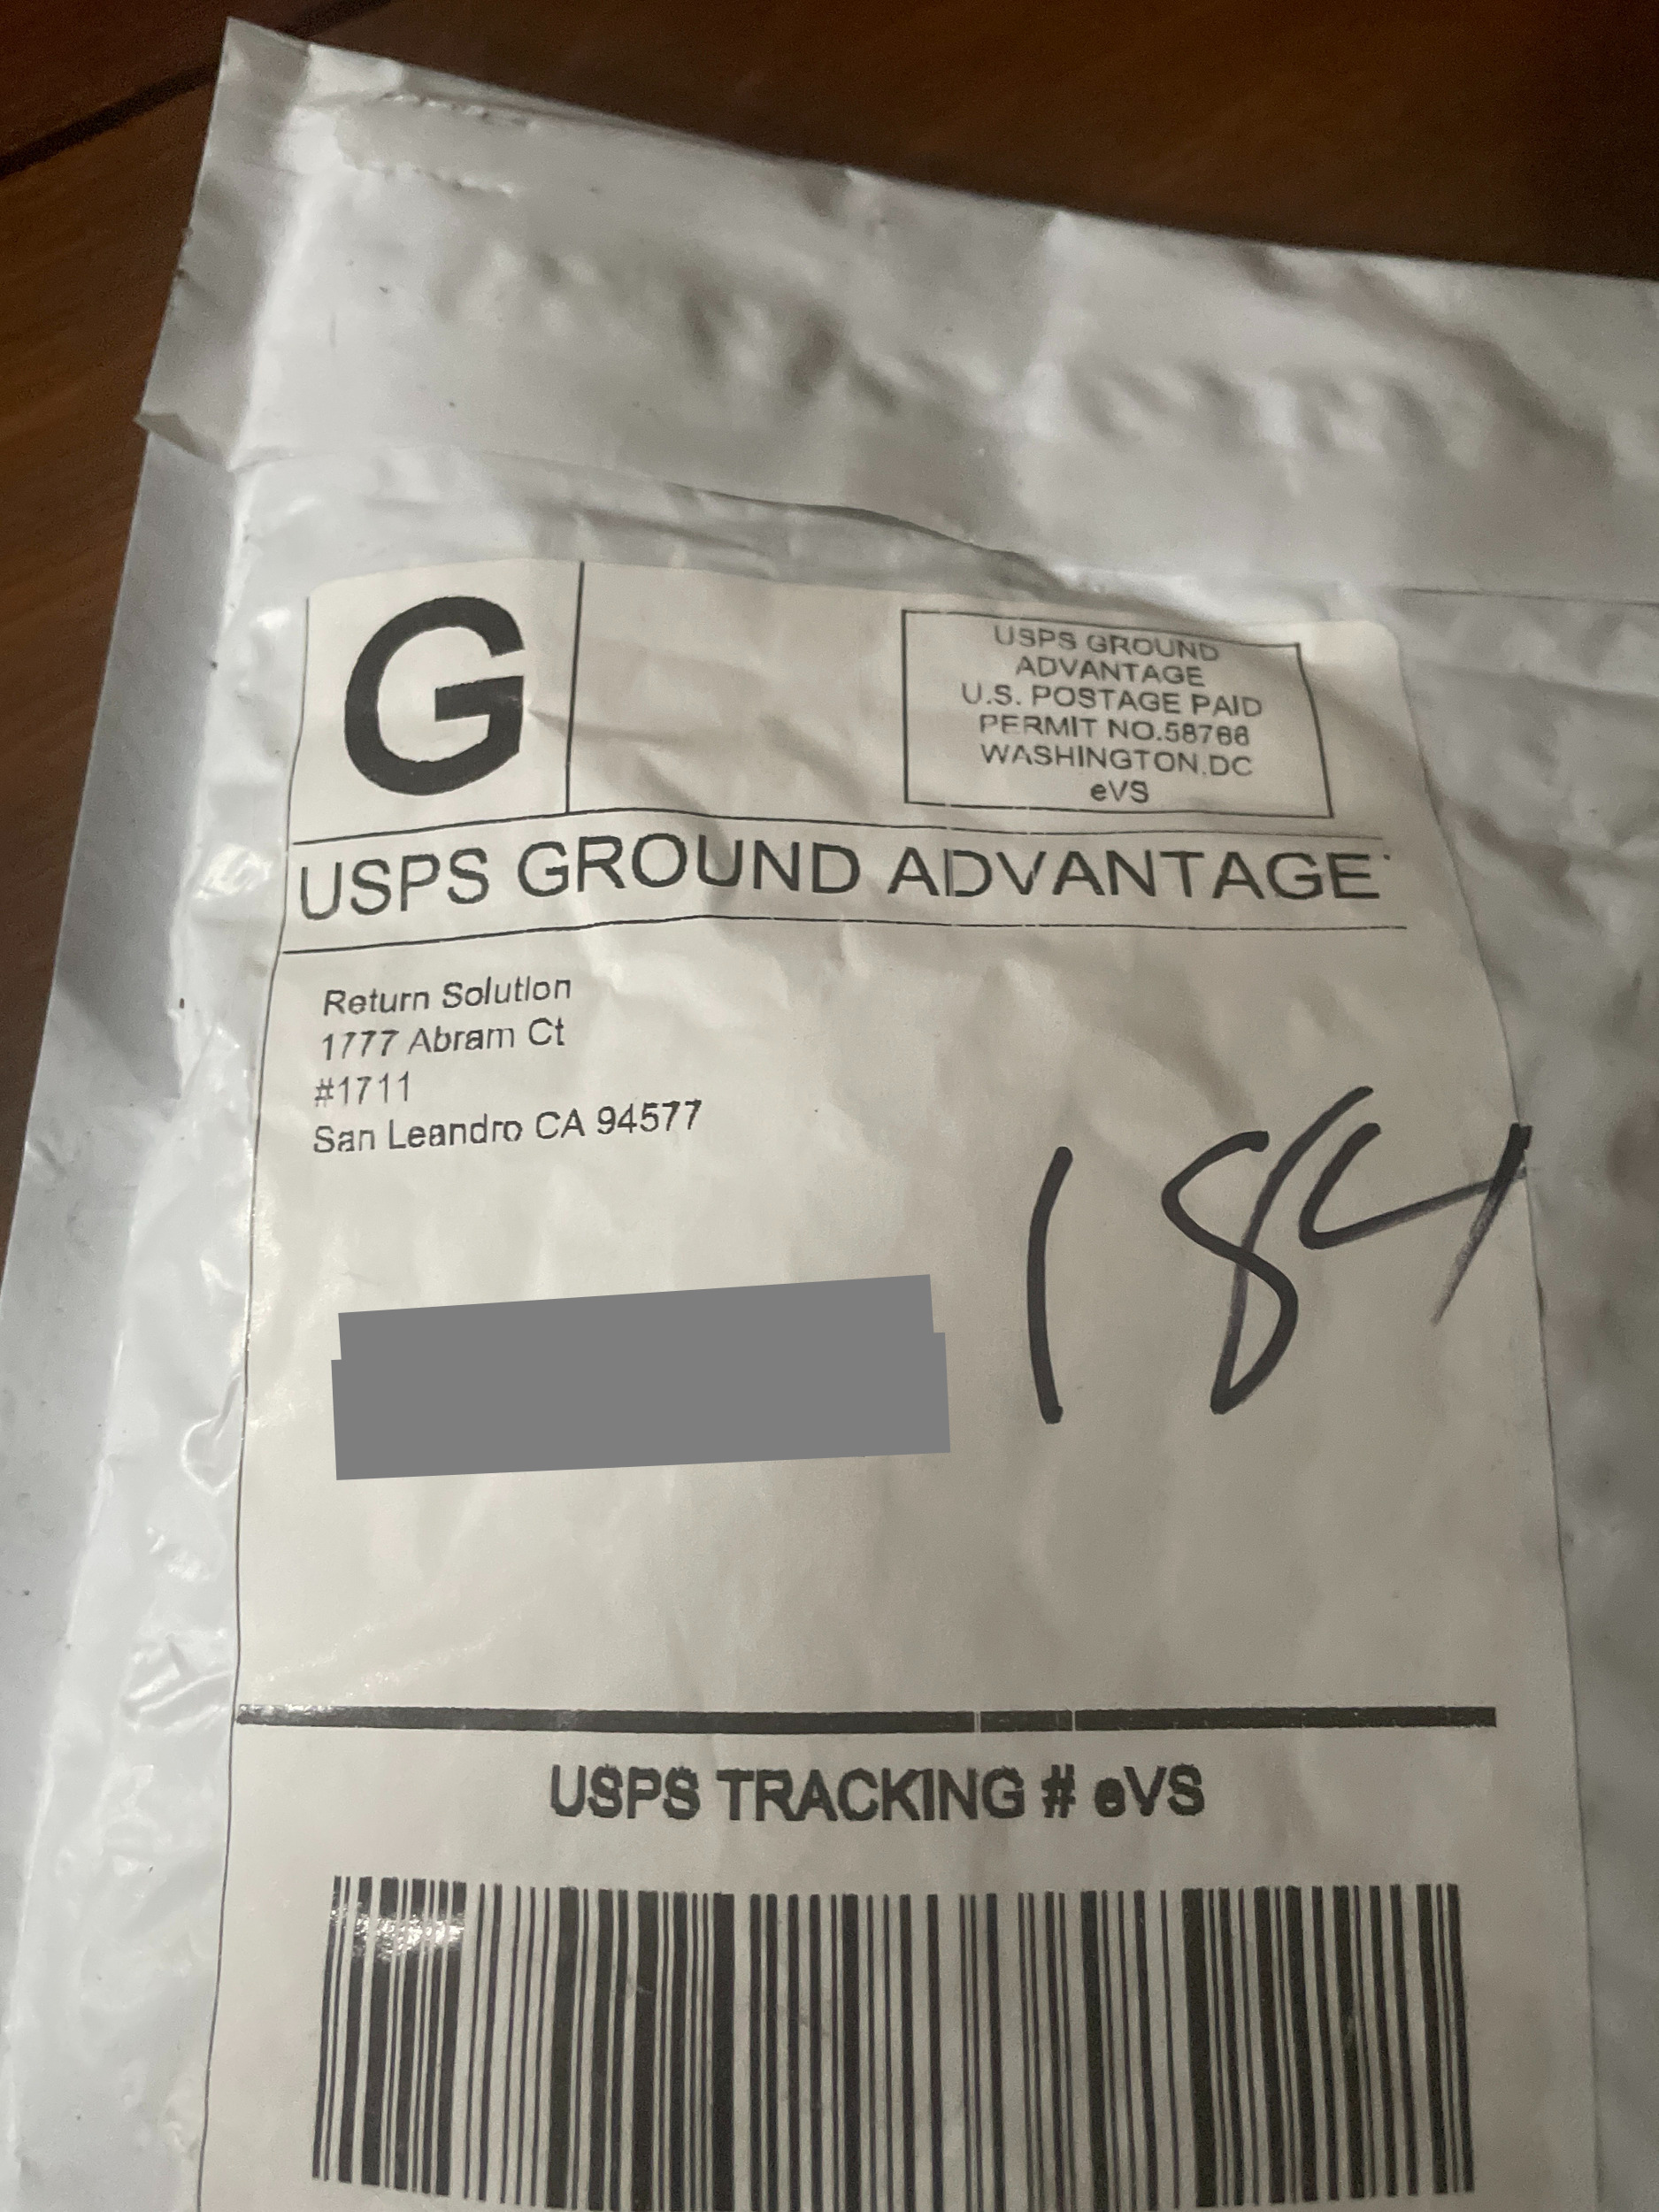 G
USPS GROUND
ADVANTAGE
U.S. POSTAGE PAID
PERMIT NO.58788
WASHINGTON,DC
eVS
USPS GROUND ADVANTAGE
Return Solution
1777 Abram Ct
#1711
San Leandro CA 94577
184
USPS TRACKING # eVS